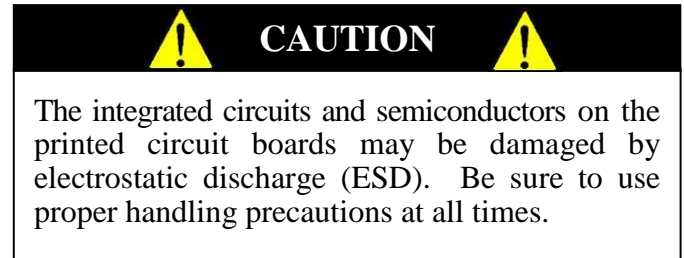 CAUTION
The integrated circuits and semiconductors on the
printed circuit boards may be damaged by
electrostatic discharge (ESD). Be sure to use
proper handling precautions at all times.